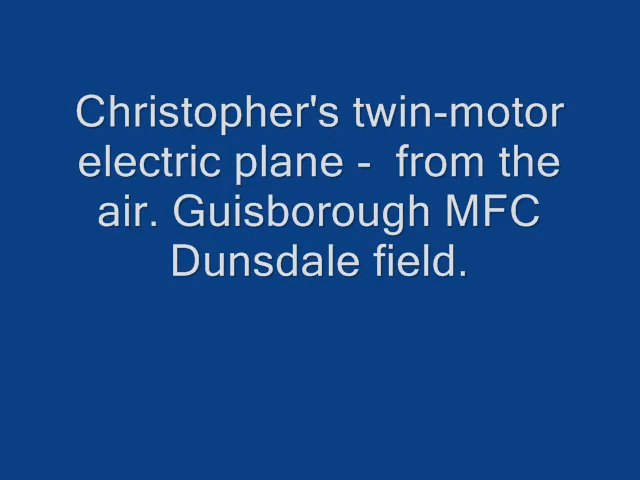 Christopher's twin-motor
electric plane -  from the
air. Guisborough MFC
Dunsdale field.